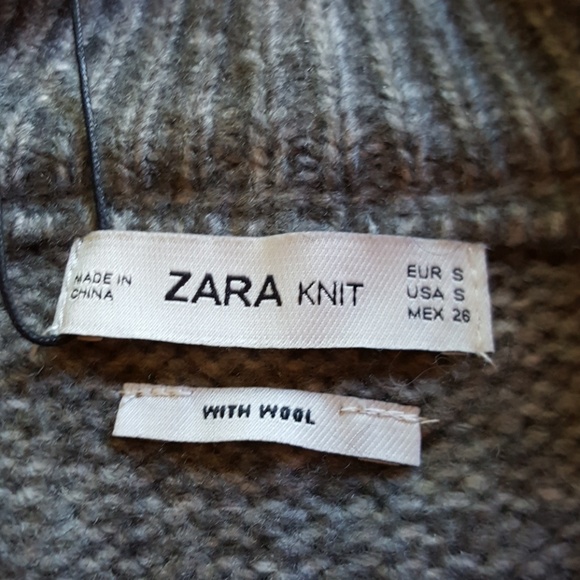 MADE IN
CHINA
ZARA KNIT
EUR S
USA S
MEX 26
WITH WOOL